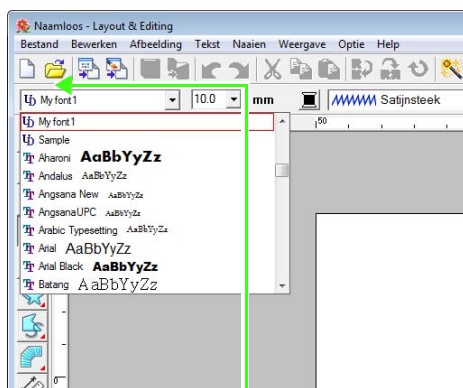 Naamloos - Layout & Editing
Bestand Bewerken Afbeelding Tekst Naaien Weergave Optie Help
My font1 10.0 mm Satijnsteek
My font1
Sample
Aharoni AaBbYyZz
Andalus AaBbYyZz
Angsana New AaBbYyZz
AngsanaUPC AaBbYyZz
Arabic Typesetting AaBbYyZz
Arial AaBbYyZz
Arial Black AaBbYyZz
Batang AaBbYyZz
50
0